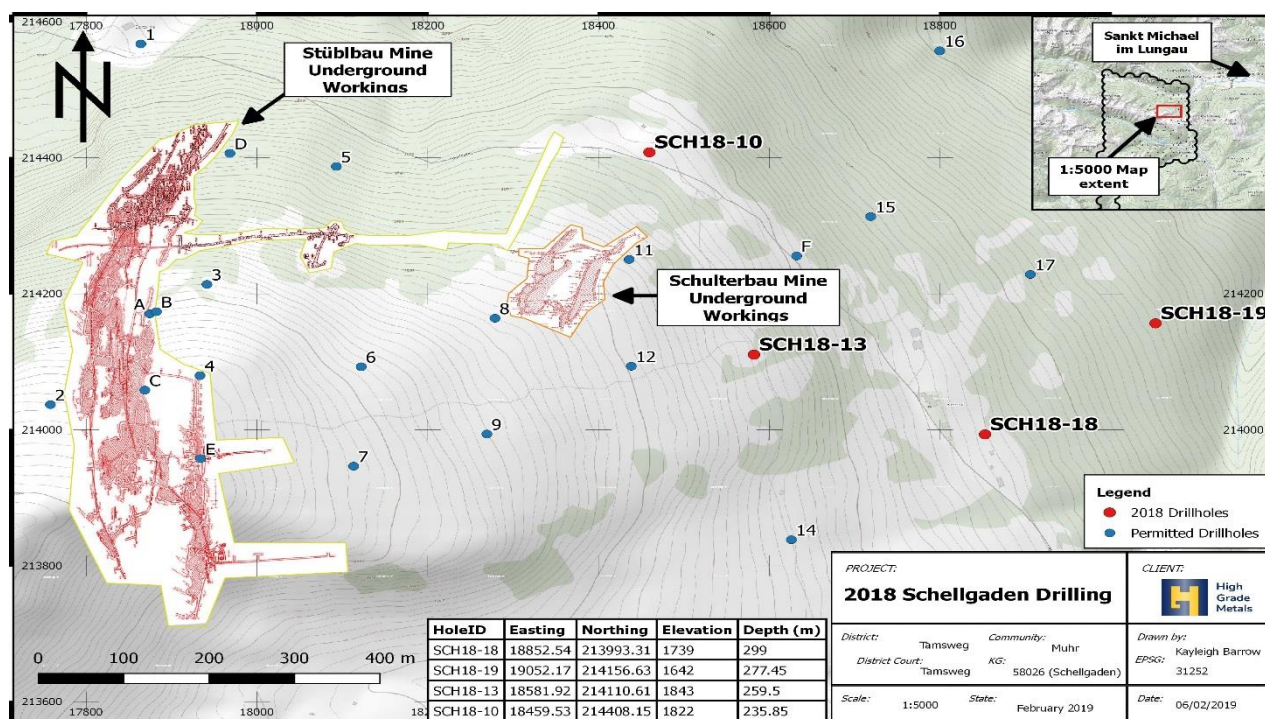 214600
17800
18000
18200
18400
18600
18800
1
16
N
Stüblbau Mine
Underground
Workings
Sankt Michael
im Lungau
1:5000 Map
extent
214400
214400
D
5
SCH18-10
15
11
F
3
17
214200
214200
A
B
8
Schulterbau Mine
Underground
Workings
SCH18-19
SCH18-13
6
12
4
C
2
214000
214000
9
SCH18-18
E
7
14
Legend
2018 Drillholes
Permitted Drillholes
213800
0 100 200 300 400 m
213600
17800
18000
HoleID Easting Northing Elevation Depth (m)
SCH18-18 18852.54 213993.31 1739 299
SCH18-19 19052.17 214156.63 1642 277.45
SCH18-13 18581.92 214110.61 1843 259.5
SCH18-10 18459.53 214408.15 1822 235.85
PROJECT:
2018 Schellgaden Drilling
CLIENT:
High
Grade
Metals
District: Tamsweg
Community: Muhr
District Court: Tamsweg
KG: 58026 (Schellgaden)
Drawn by: Kayleigh Barrow
EPSG: 31252
Scale: 1:5000
State: February 2019
Date: 06/02/2019